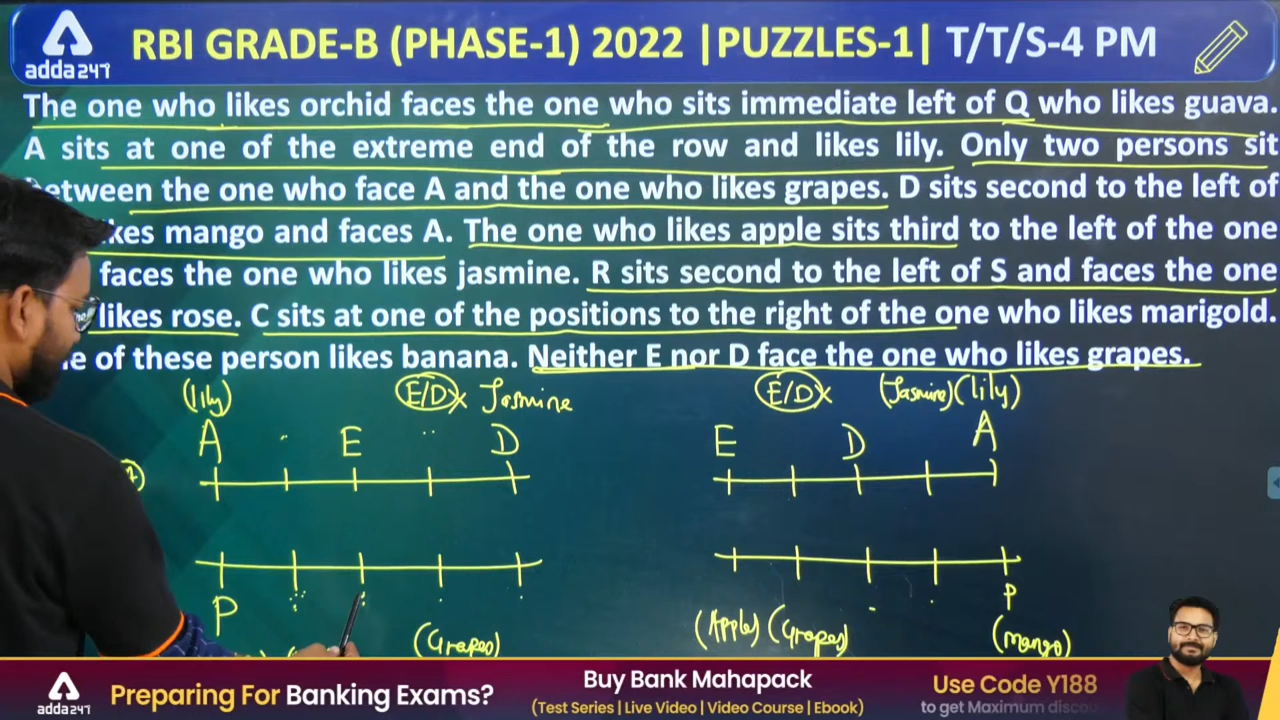 adda247
RBI GRADE-B (PHASE-1) 2022 |PUZZLES-1| T/T/S-4 PM
The one who likes orchid faces the one who sits immediate left of Q who likes guava.
A sits at one of the extreme end of the row and likes lily. Only two persons sit
between the one who face A and the one who likes grapes. D sits second to the left of
mango and faces A. The one who likes apple sits third to the left of the one
faces the one who likes jasmine. R sits second to the left of S and faces the one
likes rose. C sits at one of the positions to the right of the one who likes marigold.
of these person likes banana. Neither E nor D face the one who likes grapes.
(lily) E/D x Jasmine E/D x (Jasmine) (lily)
A E D E D A
P P
(Grapes) (Apple) (Grapes) (mango)
adda247
Preparing For Banking Exams?
Buy Bank Mahapack
(Test Series | Live Video | Video Course | Ebook)
Use Code Y188
to get Maximum